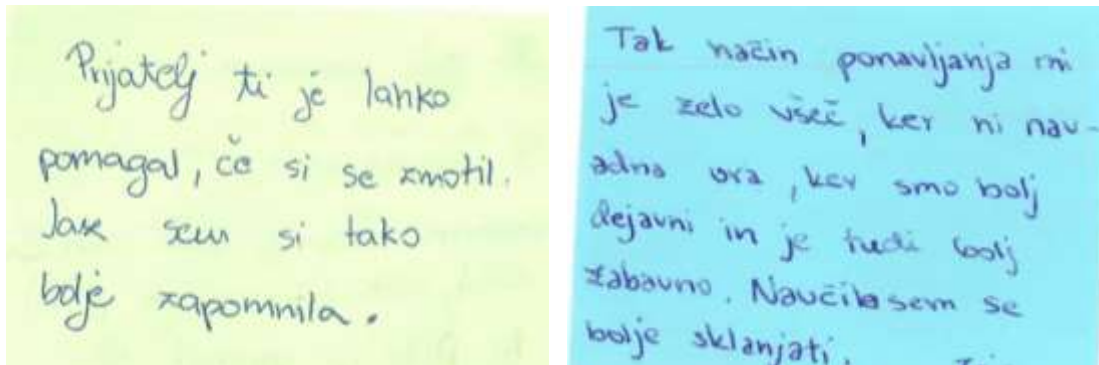 Prijatelj ti je lahko
pomagal, če si se zmotil.
Jaz sem si tako
bolje zapomnila.
Tak način ponavljanja mi
je zelo všeč, ker ni nav-
adna ura, ker smo bolj
dejavni in je tudi bolj
zabavno. Naučila sem se
bolje sklanjati.